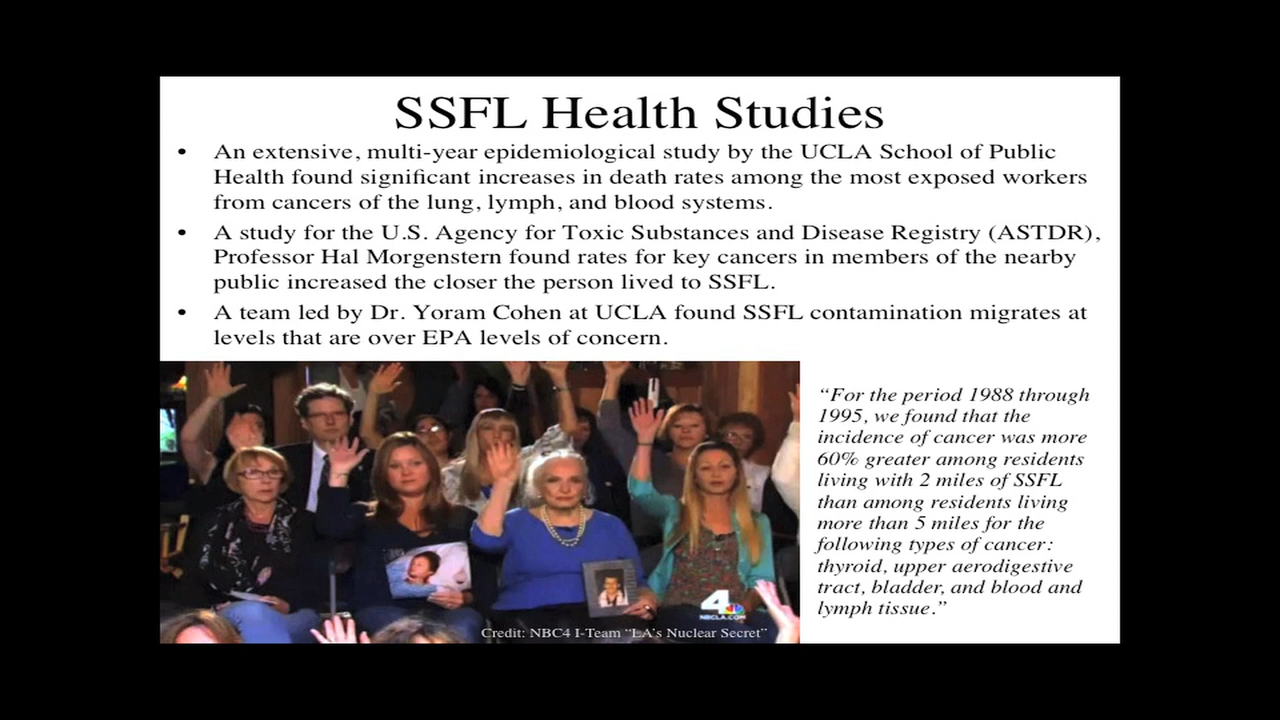 SSFL Health Studies
• An extensive, multi-year epidemiological study by the UCLA School of Public
Health found significant increases in death rates among the most exposed workers
from cancers of the lung, lymph, and blood systems.
• A study for the U.S. Agency for Toxic Substances and Disease Registry (ASTDR),
Professor Hal Morgenstern found rates for key cancers in members of the nearby
public increased the closer the person lived to SSFL.
• A team led by Dr. Yoram Cohen at UCLA found SSFL contamination migrates at
levels that are over EPA levels of concern.
“For the period 1988 through
1995, we found that the
incidence of cancer was more
60% greater among residents
living with 2 miles of SSFL
than among residents living
more than 5 miles for the
following types of cancer:
thyroid, upper aerodigestive
tract, bladder, and blood and
lymph tissue.”
4
NBCLA.COM
Credit: NBC4 I-Team “LA’s Nuclear Secret”